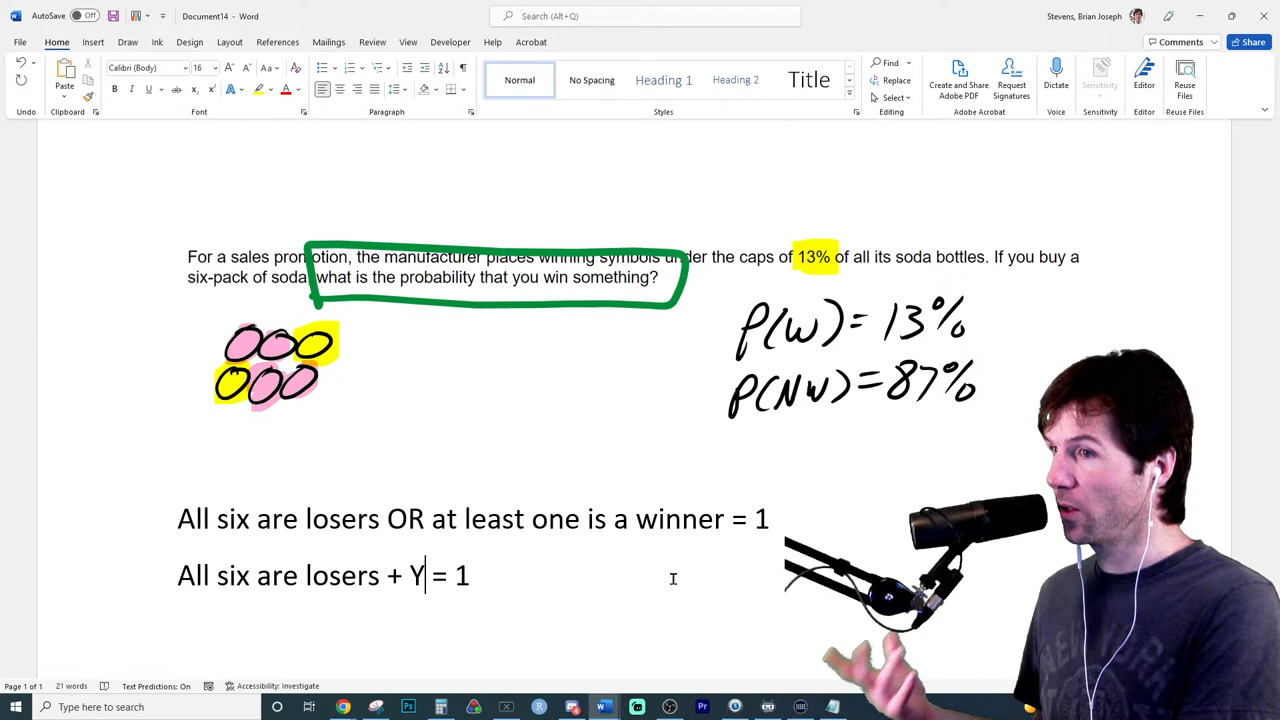 AutoSave Off Document14 - Word Search (Alt+Q) Stevens, Brian Joseph
File Home Insert Draw Ink Design Layout References Mailings Review View Developer Help Acrobat Comments Share
Calibri (Body) 16 Aa Find
Paste Normal No Spacing Heading 1 Heading 2 Title Replace Create and Share Adobe PDF Request Signatures Dictate Sensitivity Editor Reuse Files
Select
Undo Clipboard Font Paragraph Styles Editing Adobe Acrobat Voice Sensitivity Editor Reuse Files
For a sales promotion, the manufacturer places winning symbols under the caps of 13% of all its soda bottles. If you buy a
six-pack of soda, what is the probability that you win something?
P(W) = 13%
P(NW) = 87%
All six are losers OR at least one is a winner = 1
All six are losers + Y = 1
Page 1 of 1 21 words Text Predictions: On Accessibility: Investigate
Type here to search